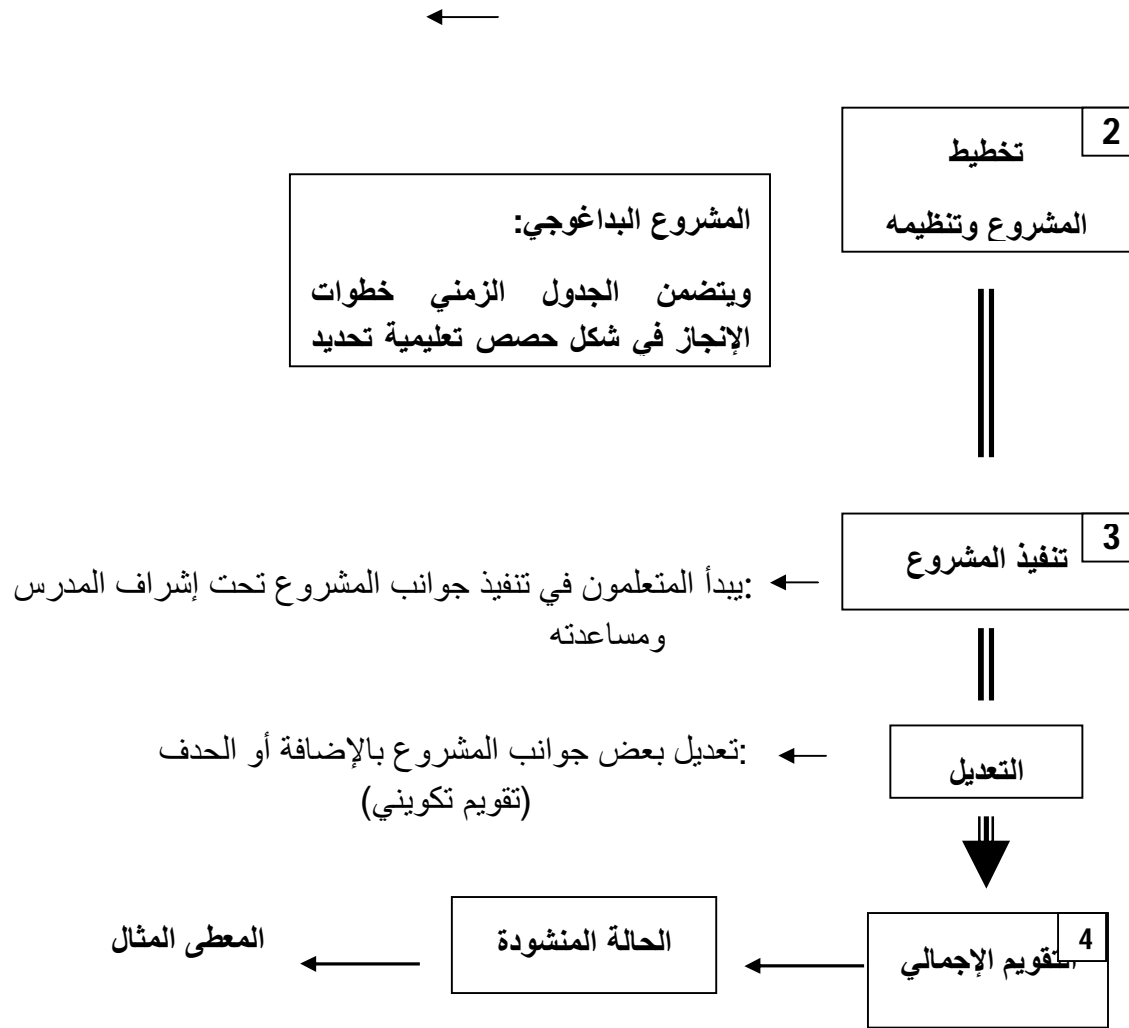 2
تخطيط
المشروع وتنظيمه
المشروع البداغوجي:
ويتضمن الجدول الزمني خطوات
الإنجاز في شكل حصص تعليمية تحديد
3
تنفيذ المشروع
:يبدأ المتعلمون في تنفيذ جوانب المشروع تحت إشراف المدرس
ومساعدته
التعديل
:تعديل بعض جوانب المشروع بالإضافة أو الحدف
(تقويم تكويني)
4
التقويم الإجمالي
الحالة المنشودة
المعطى المثال